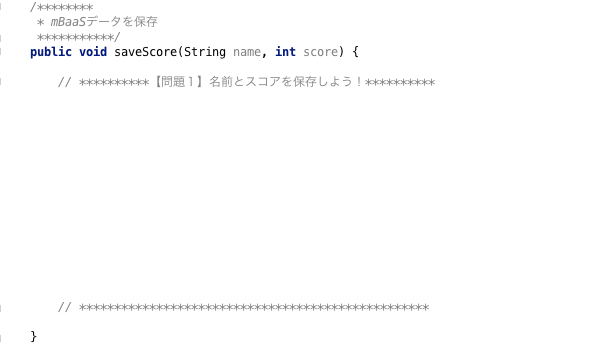 /********
* mBaaSデータを保存
***********/
public void saveScore(String name, int score) {
// **********【問題１】名前とスコアを保存しよう！**********
// **************************************************
}